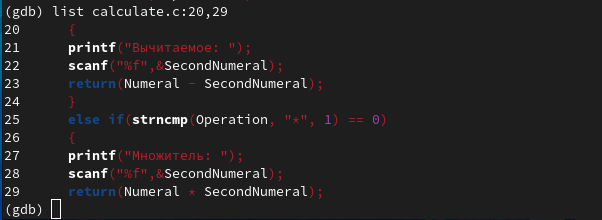 (gdb) list calculate.c:20,29
20 {
21 printf("Вычитаемое: ");
22 scanf("%f",&SecondNumeral);
23 return(Numeral - SecondNumeral);
24 }
25 else if(strncmp(Operation, "*", 1) == 0)
26 {
27 printf("Множитель: ");
28 scanf("%f",&SecondNumeral);
29 return(Numeral * SecondNumeral);
(gdb)